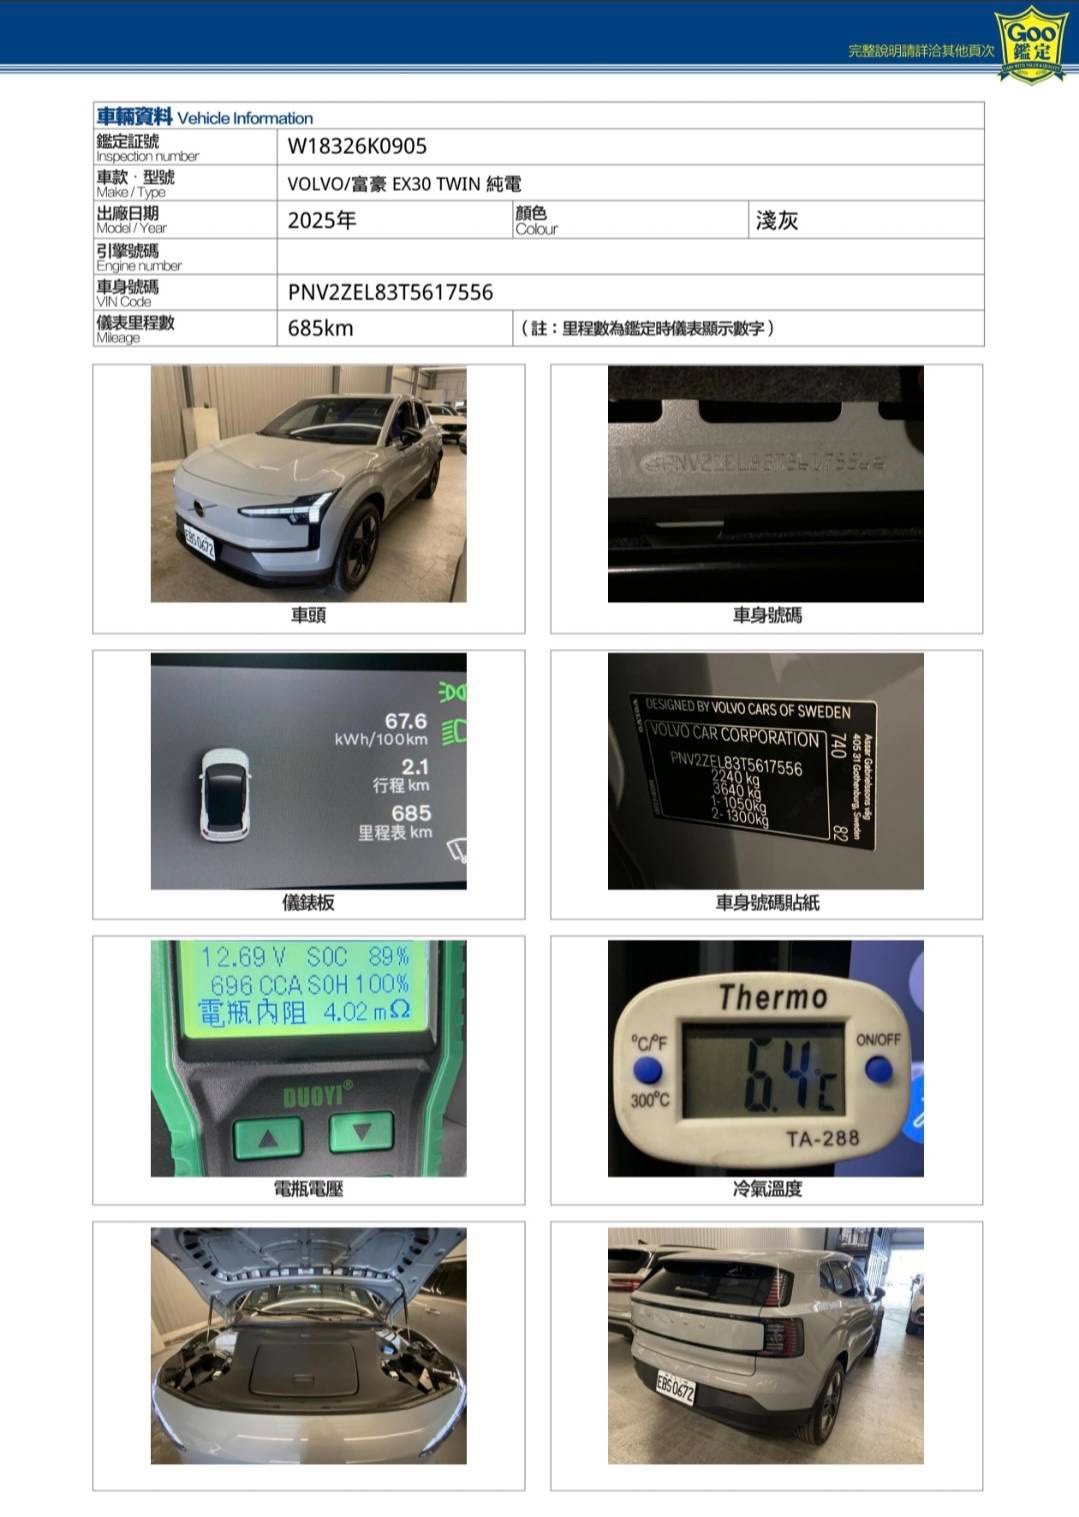 完整說明請詳洽其他頁次
Goo
鑑定
車輛資料 Vehicle Information
鑑定証號
Inspection number
W18326K0905
車款．型號
Make / Type
VOLVO/富豪 EX30 TWIN 純電
出廠日期
Model / Year
2025年
顏色
Colour
淺灰
引擎號碼
Engine number
車身號碼
VIN Code
PNV2ZEL83T5617556
儀表里程數
Mileage
685km
（註：里程數為鑑定時儀表顯示數字）
EBS0672
車頭
車身號碼
67.6
kWh/100km
2.1
行程 km
685
里程表 km
儀錶板
DESIGNED BY VOLVO CARS OF SWEDEN
VOLVO CAR CORPORATION
PNV2ZEL83T5617556
2240 kg
3640 kg
1- 1050kg
2- 1300kg
740
82
Assar Gabrielssons väg
405 31 Gothenburg, Sweden
車身號碼貼紙
12.69 V SOC 89%
696 CCA SOH 100%
電瓶內阻 4.02 mΩ
DUOYI®
電瓶電壓
Thermo
°C/°F
ON/OFF
6.4℃
300°C
TA-288
冷氣溫度
EBS0672